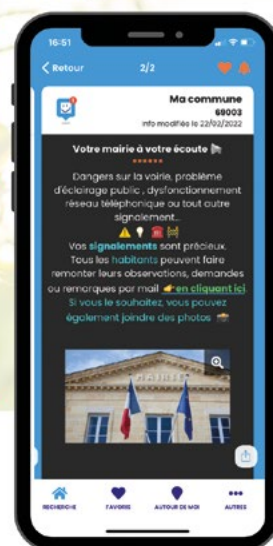 16:51
Retour 2/2
Ma commune
69003
Info modifiée le 22/02/2022
Votre mairie à votre écoute
Dangers sur la voirie, problème
d'éclairage public , dysfonctionnement
réseau téléphonique ou tout autre
signalement...
Vos signalements sont précieux.
Tous les habitants peuvent faire
remonter leurs observations, demandes
ou remarques par mail en cliquant ici.
Si vous le souhaitez, vous pouvez
également joindre des photos
MAIRIE
RECHERCHE FAVORIS AUTOUR DE MOI AUTRES